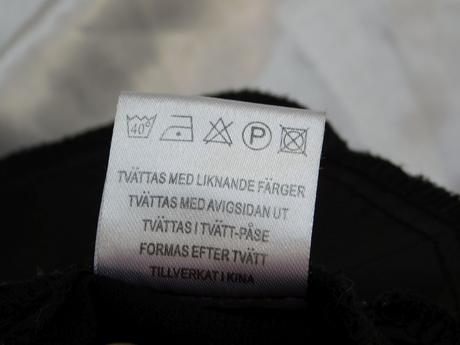 40° P
TVÄTTAS MED LIKNANDE FÄRGER
TVÄTTAS MED AVIGSIDAN UT
TVÄTTAS I TVÄTT-PÅSE
FORMAS EFTER TVÄTT
TILLVERKAT I KINA